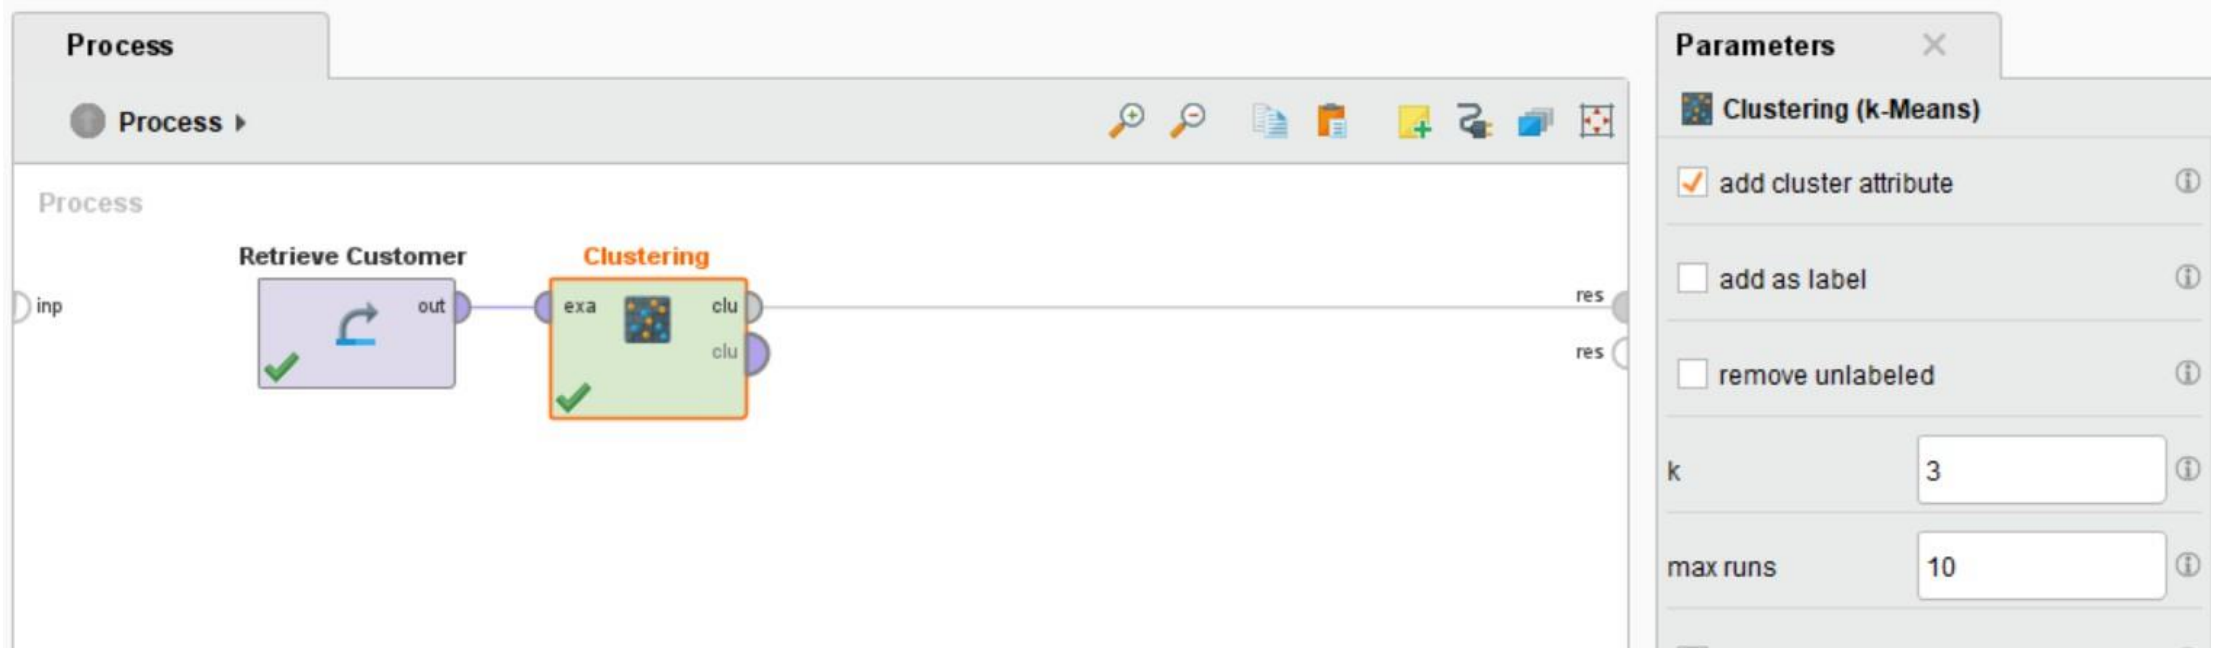 Process
Process
Process
Retrieve Customer
Clustering
inp
out
exa
clu
clu
res
res
Parameters
Clustering (k-Means)
add cluster attribute
add as label
remove unlabeled
k
3
max runs
10